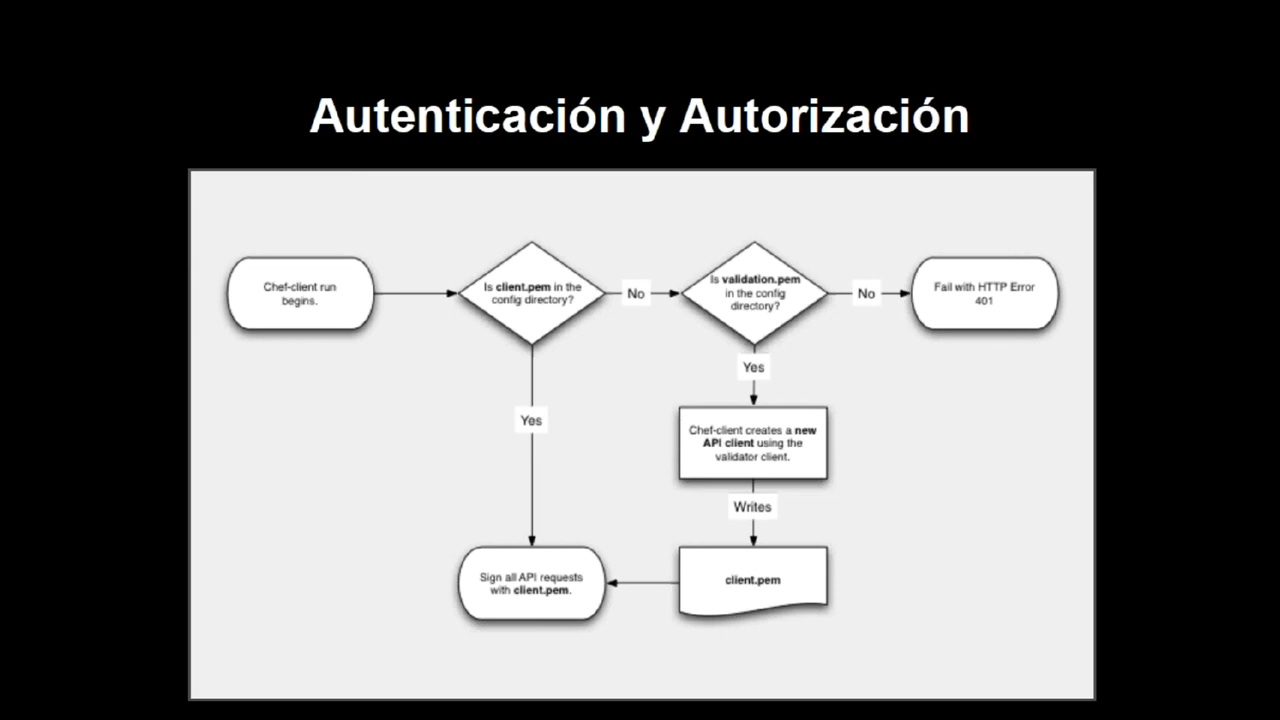 Autenticación y Autorización
Chef-client run
begins.
Is client.pem in the
config directory?
No
Is validation.pem
in the config
directory?
No
Fail with HTTP Error
401
Yes
Yes
Chef-client creates a new
API client using the
validator client.
Writes
Sign all API requests
with client.pem.
client.pem